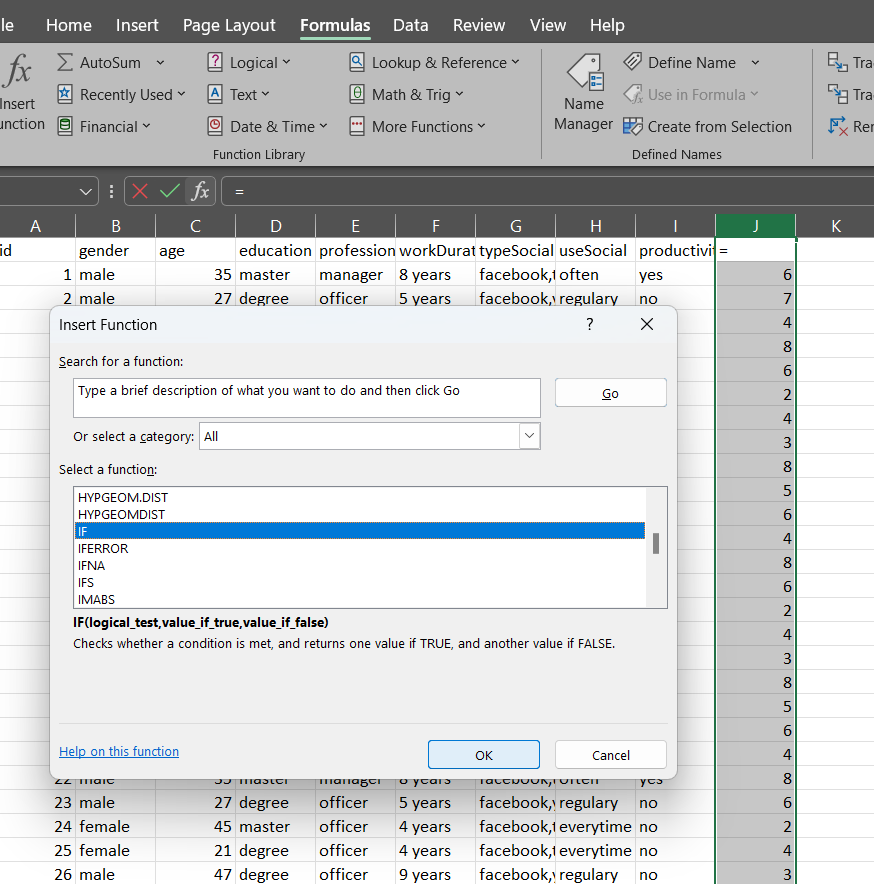 le Home Insert Page Layout Formulas Data Review View Help
fx AutoSum Logical Lookup & Reference Define Name Tra
Insert Recently Used Text Math & Trig Name Use in Formula Tra
unction Financial Date & Time More Functions Manager Create from Selection Re
Function Library Defined Names
fx =
A B C D E F G H I J K
id gender age education profession workDurat typeSocial useSocial productivit =
1 male 35 master manager 8 years facebook,t often yes 6
2 male 27 degree officer 5 years facebook,y regulary no 7
Insert Function ? 4
8
Search for a function: 6
Type a brief description of what you want to do and then click Go Go 2
4
Or select a category: All 3
Select a function: 8
HYPGEOM.DIST 5
HYPGEOMDIST 6
IF 4
IFERROR 8
IFNA
IFS 6
IMABS 2
IF(logical_test,value_if_true,value_if_false) 4
Checks whether a condition is met, and returns one value if TRUE, and another value if FALSE. 3
8
5
6
Help on this function OK Cancel 4
22 male 35 master manager 8 years facebook,t often yes 8
23 male 27 degree officer 5 years facebook,y regulary no 6
24 female 45 master officer 4 years facebook,t everytime no 2
25 female 21 degree officer 4 years facebook,t everytime no 4
26 male 47 degree officer 9 years facebook,y regulary no 3